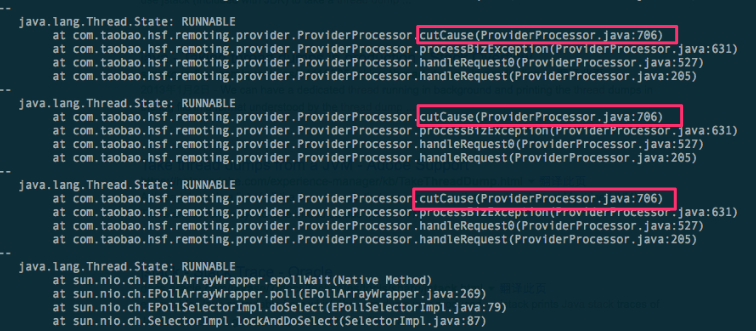 --
java.lang.Thread.State: RUNNABLE
at com.taobao.hsf.remoting.provider.ProviderProcessor.cutCause(ProviderProcessor.java:706)
at com.taobao.hsf.remoting.provider.ProviderProcessor.processBizException(ProviderProcessor.java:631)
at com.taobao.hsf.remoting.provider.ProviderProcessor.handleRequest0(ProviderProcessor.java:527)
at com.taobao.hsf.remoting.provider.ProviderProcessor.handleRequest(ProviderProcessor.java:205)
--
java.lang.Thread.State: RUNNABLE
at com.taobao.hsf.remoting.provider.ProviderProcessor.cutCause(ProviderProcessor.java:706)
at com.taobao.hsf.remoting.provider.ProviderProcessor.processBizException(ProviderProcessor.java:631)
at com.taobao.hsf.remoting.provider.ProviderProcessor.handleRequest0(ProviderProcessor.java:527)
at com.taobao.hsf.remoting.provider.ProviderProcessor.handleRequest(ProviderProcessor.java:205)
--
java.lang.Thread.State: RUNNABLE
at com.taobao.hsf.remoting.provider.ProviderProcessor.cutCause(ProviderProcessor.java:706)
at com.taobao.hsf.remoting.provider.ProviderProcessor.processBizException(ProviderProcessor.java:631)
at com.taobao.hsf.remoting.provider.ProviderProcessor.handleRequest0(ProviderProcessor.java:527)
at com.taobao.hsf.remoting.provider.ProviderProcessor.handleRequest(ProviderProcessor.java:205)
--
java.lang.Thread.State: RUNNABLE
at sun.nio.ch.EPollArrayWrapper.epollWait(Native Method)
at sun.nio.ch.EPollArrayWrapper.poll(EPollArrayWrapper.java:269)
at sun.nio.ch.EPollSelectorImpl.doSelect(EPollSelectorImpl.java:79)
at sun.nio.ch.SelectorImpl.lockAndDoSelect(SelectorImpl.java:87)